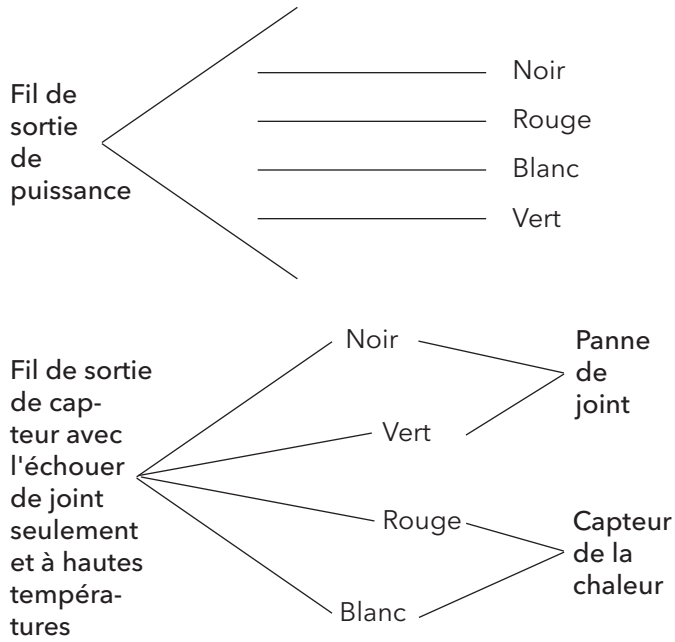 Fil de
sortie
de
puissance
Noir
Rouge
Blanc
Vert
Fil de sortie
de cap-
teur avec
l'échouer
de joint
seulement
et à hautes
températ-
tures
Noir
Vert
Rouge
Blanc
Panne
de
joint
Capteur
de la
chaleur